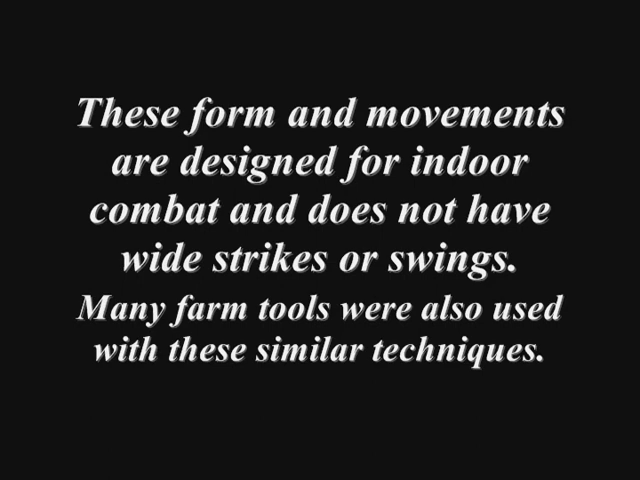 These form and movements
are designed for indoor
combat and does not have
wide strikes or swings.
Many farm tools were also used
with these similar techniques.